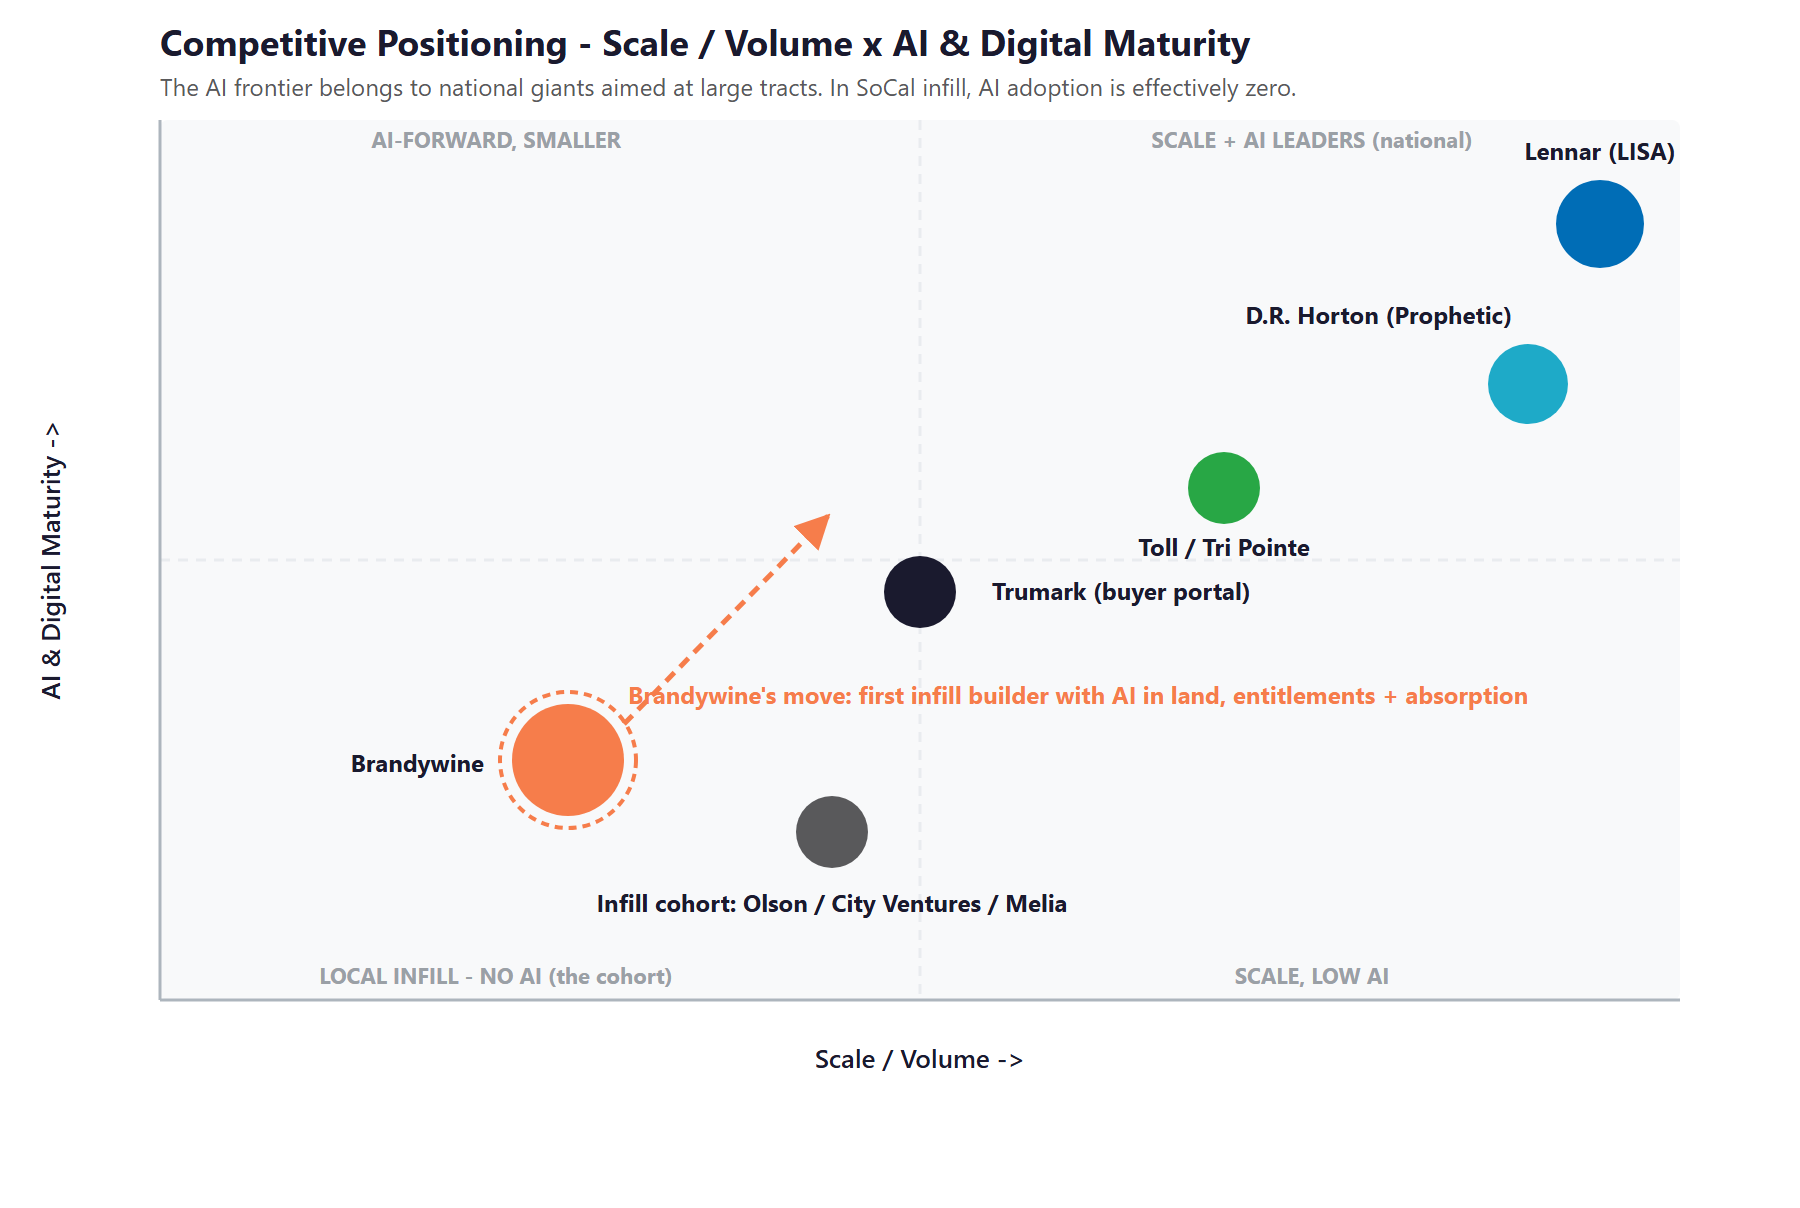 Competitive Positioning - Scale / Volume x AI & Digital Maturity
The AI frontier belongs to national giants aimed at large tracts. In SoCal infill, AI adoption is effectively zero.
AI-FORWARD, SMALLER
SCALE + AI LEADERS (national)
Lennar (LISA)
D.R. Horton (Prophetic)
Toll / Tri Pointe
Trumark (buyer portal)
Brandywine's move: first infill builder with AI in land, entitlements + absorption
Brandywine
Infill cohort: Olson / City Ventures / Melia
LOCAL INFILL - NO AI (the cohort)
SCALE, LOW AI
AI & Digital Maturity ->
Scale / Volume ->